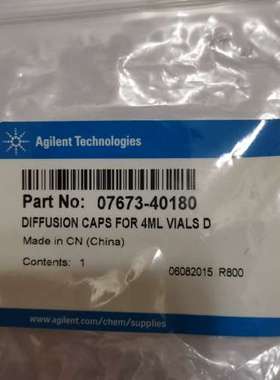 Agilent Technologies
Part No: 07673-40180
DIFFUSION CAPS FOR 4ML VIALS D
Made in CN (China)
Contents: 1
06082015 R800
www.agilent.com/chem/supplies